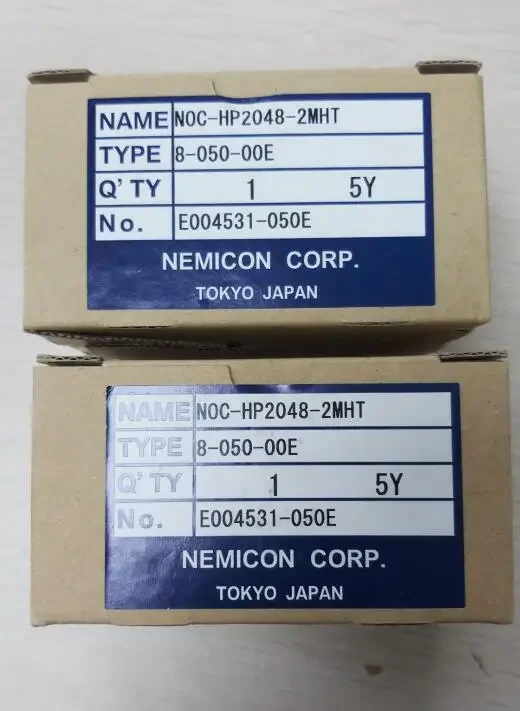 NAME NOC-HP2048-2MHT
TYPE 8-050-00E
Q'TY 1 5Y
No. E004531-050E
NEMICON CORP.
TOKYO JAPAN
NAME NOC-HP2048-2MHT
TYPE 8-050-00E
Q'TY 1 5Y
No. E004531-050E
NEMICON CORP.
TOKYO JAPAN